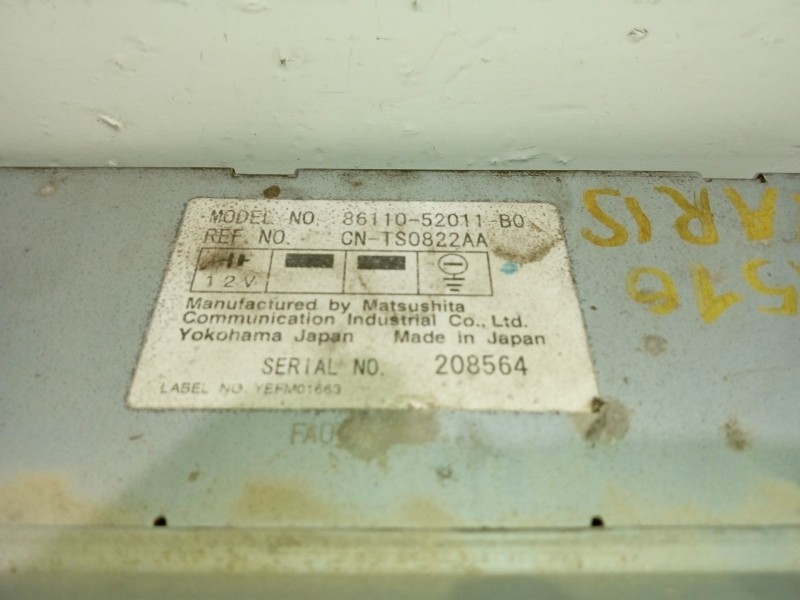 MODEL NO. 86110-52011-B0
REF. NO. CN-TS0822AA
12V
Manufactured by Matsushita
Communication Industrial Co., Ltd.
Yokohama Japan Made in Japan
SERIAL NO. 208564
LABEL NO. YEFM01663